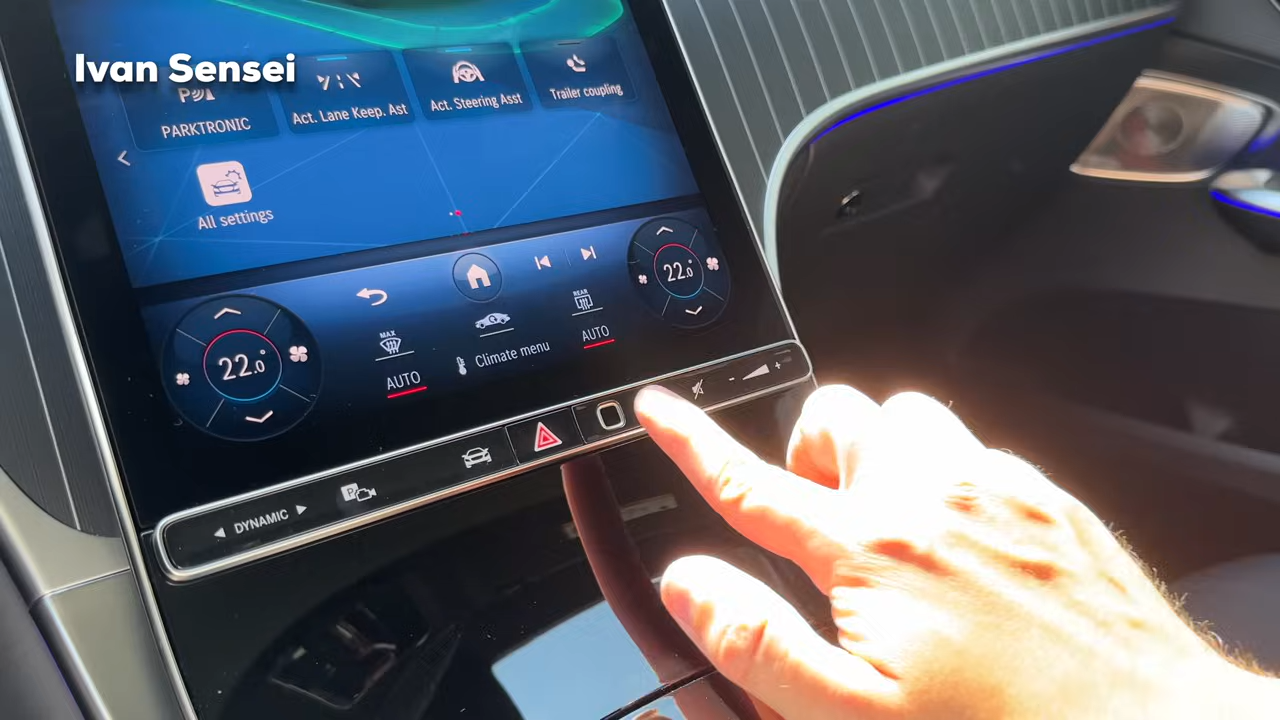 Ivan Sensei
PARKTRONIC
Act. Lane Keep. Ast
Act. Steering Asst
Trailer coupling
All settings
22.0°
22.0°
MAX
REAR
AUTO
Climate menu
AUTO
DYNAMIC
P
- +